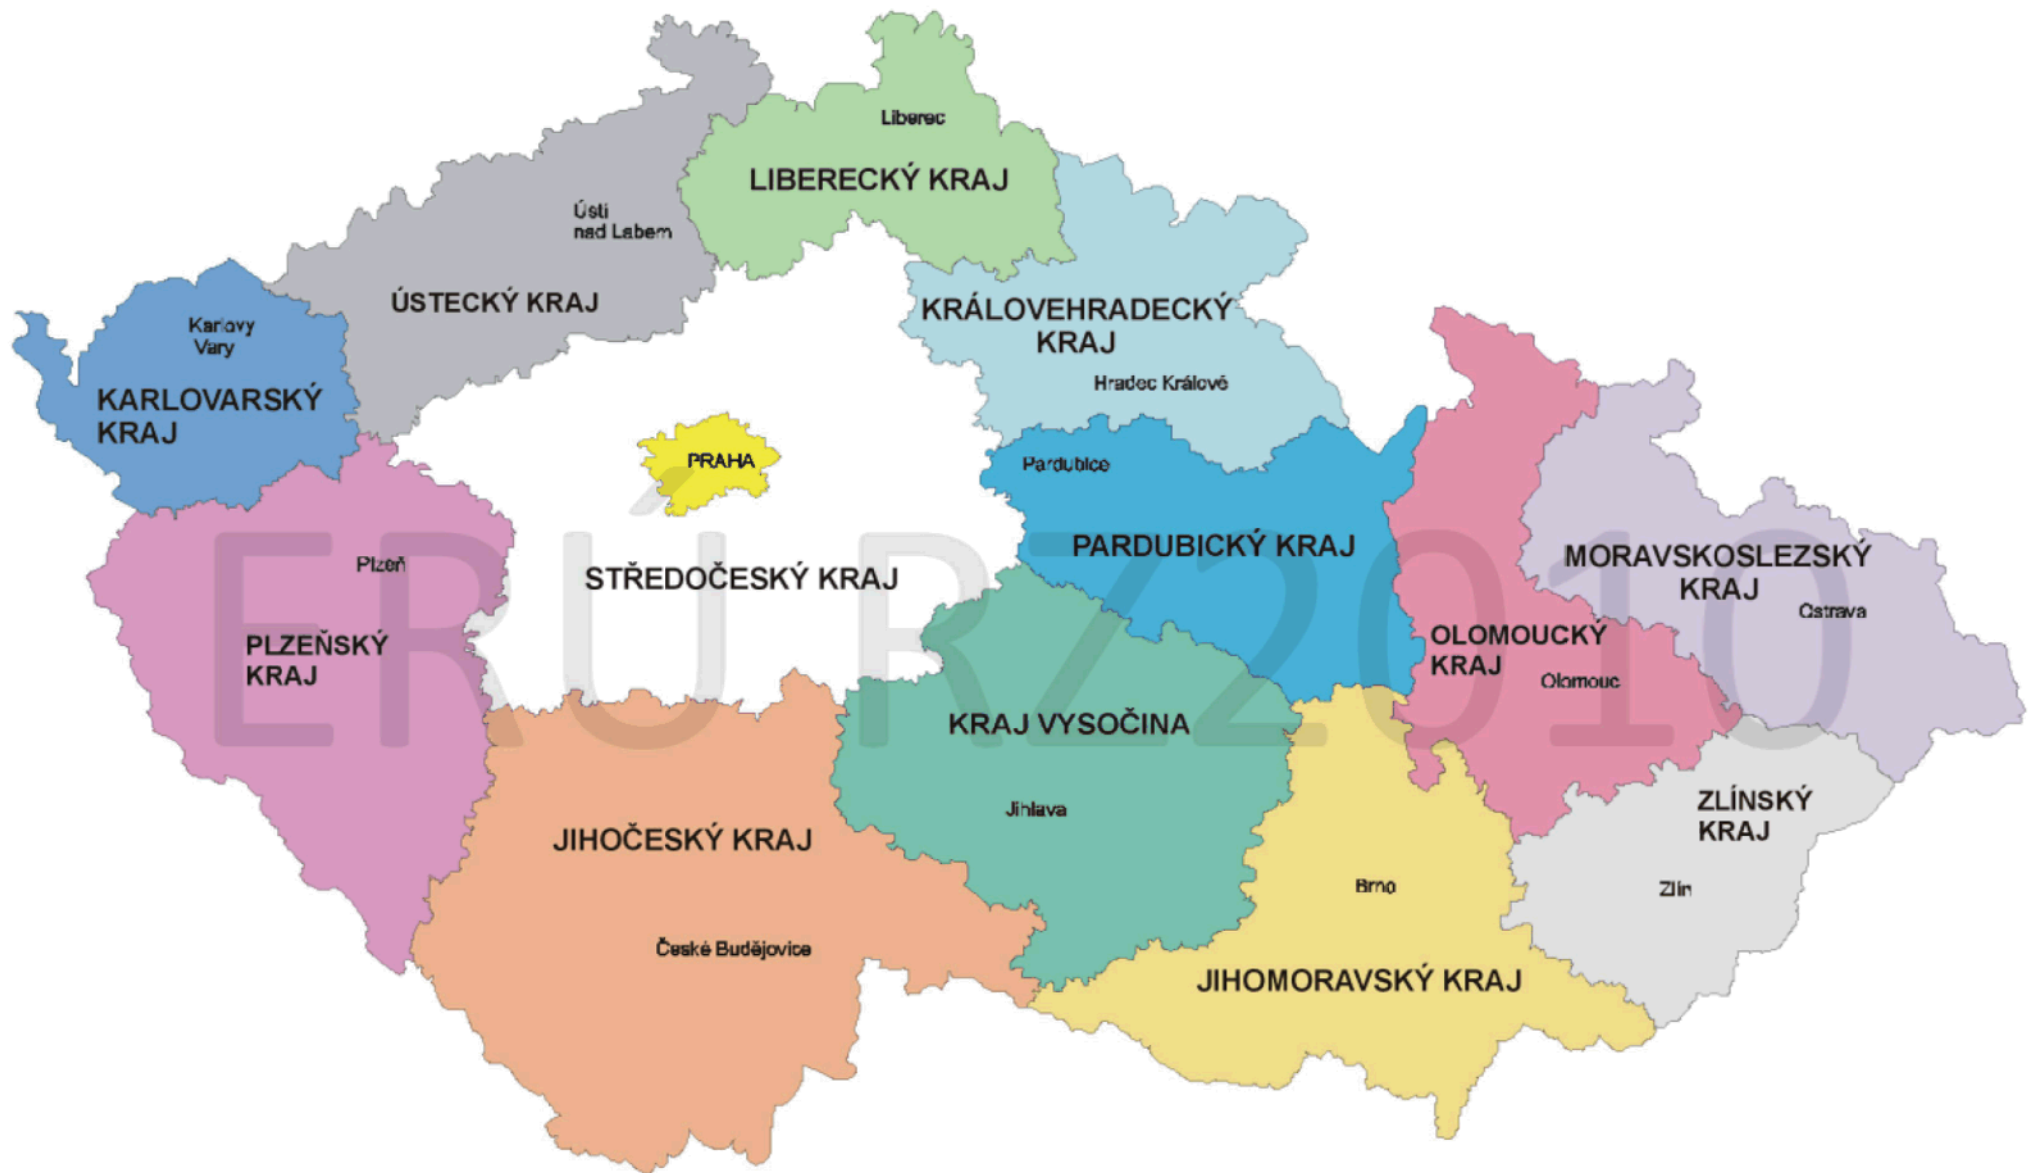 Liberec
LIBERECKÝ KRAJ
Ústí
nad Labem
ÚSTECKÝ KRAJ
KRÁLOVEHRADECKÝ
KRAJ
Hradec Králové
Karlovy
Vary
KARLOVARSKÝ
KRAJ
PRAHA
Pardubice
PARDUBICKÝ KRAJ
MORAVSKOSLEZSKÝ
KRAJ
Ostrava
Plzeň
STŘEDOČESKÝ KRAJ
PLZEŇSKÝ
KRAJ
OLOMOUCKÝ
KRAJ
Olomouc
ERÚ RZ2010
KRAJ VYSOČINA
Jihlava
JIHOČESKÝ KRAJ
České Budějovice
ZLÍNSKÝ
KRAJ
Zlín
Brno
JIHOMORAVSKÝ KRAJ